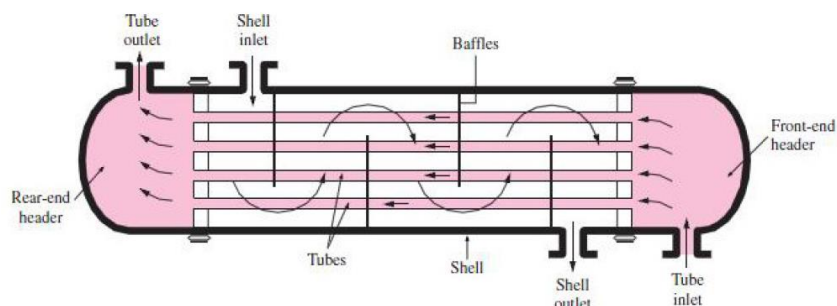 Tube
outlet
Shell
inlet
Baffles
Front-end
header
Rear-end
header
Tubes
Shell
Shell
outlet
Tube
inlet